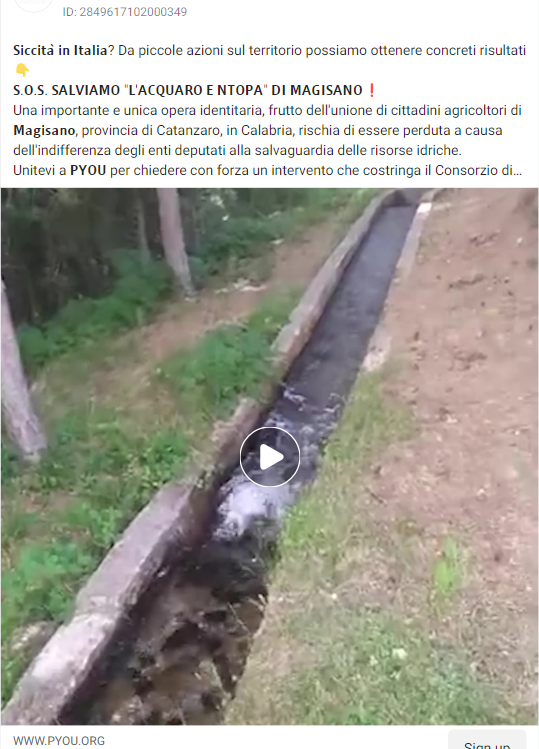 ID: 2849617102000349
Siccità in Italia? Da piccole azioni sul territorio possiamo ottenere concreti risultati
👇
S.O.S. SALVIAMO "L'ACQUARO E NTOPA" DI MAGISANO❗
Una importante e unica opera identitaria, frutto dell'unione di cittadini agricoltori di
Magisano, provincia di Catanzaro, in Calabria, rischia di essere perduta a causa
dell'indifferenza degli enti deputati alla salvaguardia delle risorse idriche.
Unitevi a PYOU per chiedere con forza un intervento che costringa il Consorzio di...
WWW.PYOU.ORG
Sign up